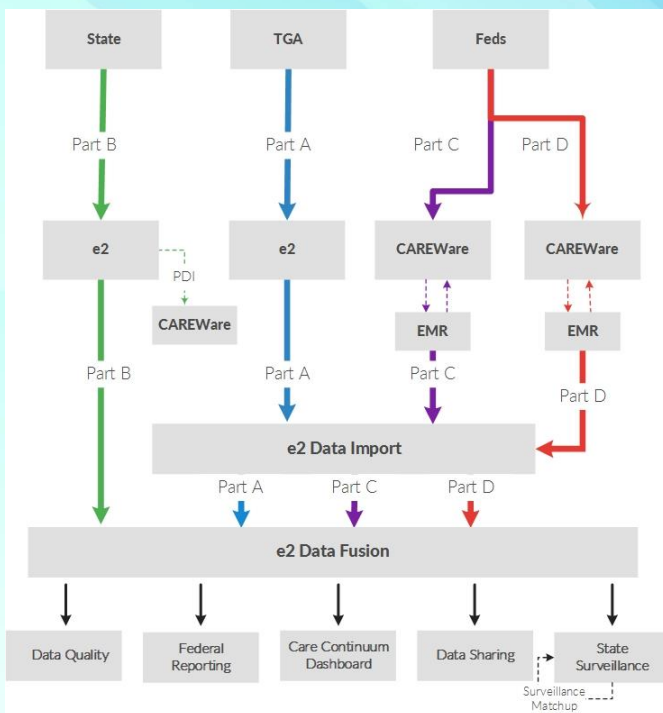 State
TGA
Feds
Part B
Part A
Part C
Part D
e2
e2
CAREWare
CAREWare
PDI
CAREWare
EMR
EMR
Part B
Part A
Part C
Part D
e2 Data Import
Part A
Part C
Part D
e2 Data Fusion
Data Quality
Federal
Reporting
Care Continuum
Dashboard
Data Sharing
State
Surveillance
Surveillance
Matchup